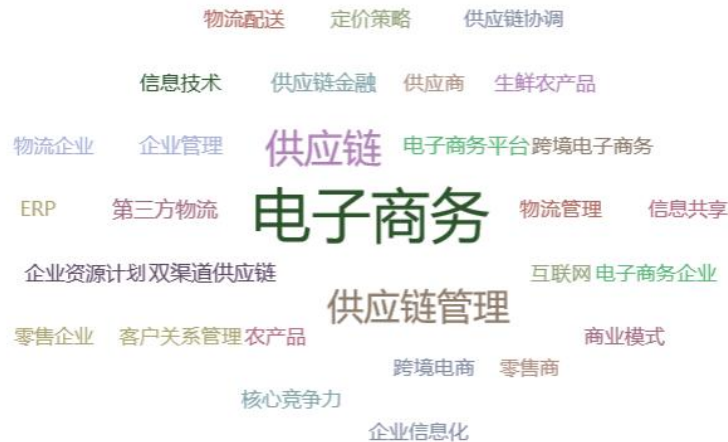 物流配送 定价策略 供应链协调
信息技术 供应链金融 供应商 生鲜农产品
物流企业 企业管理 供应链 电子商务平台 跨境电子商务
ERP 第三方物流 电子商务 物流管理 信息共享
企业资源计划 双渠道供应链 互联网 电子商务企业
供应链管理
零售企业 客户关系管理 农产品 商业模式
跨境电商 零售商
核心竞争力
企业信息化